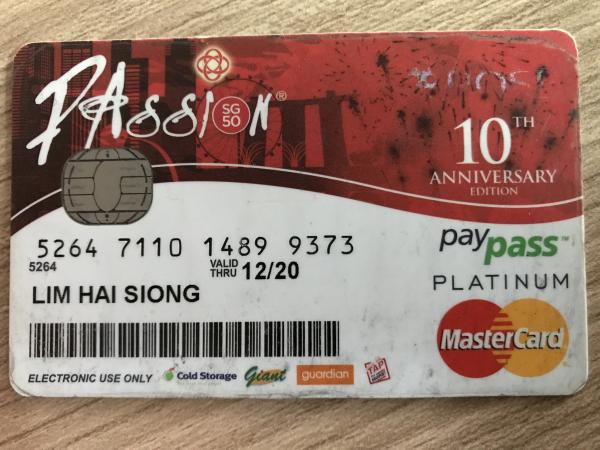 PAssion®
SG
50
10TH
ANNIVERSARY
EDITION
paypass™
5264 7110 1489 9373
5264
VALID
THRU 12/20
PLATINUM
LIM HAI SIONG
MasterCard
ELECTRONIC USE ONLY Cold Storage Giant guardian TAP